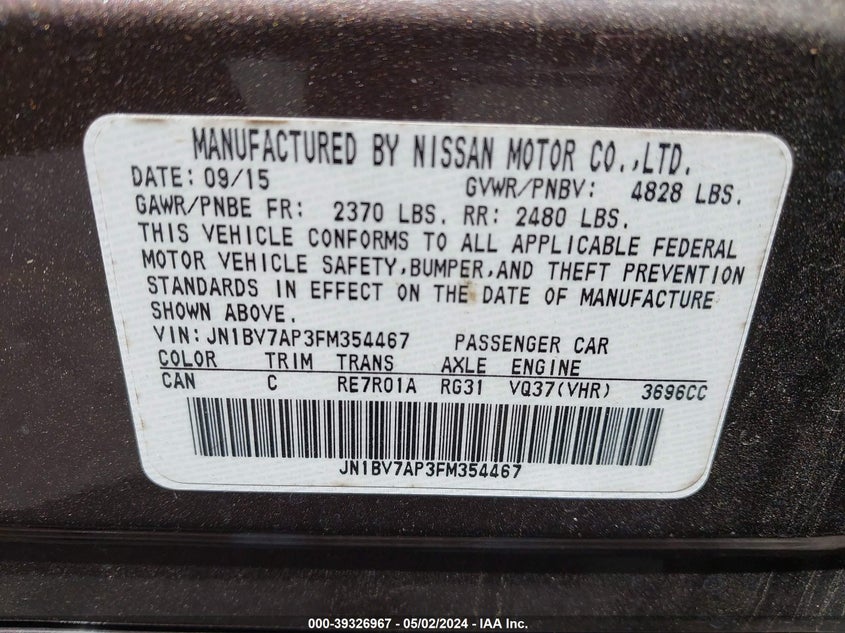 MANUFACTURED BY NISSAN MOTOR CO.,LTD.
DATE: 09/15 GVWR/PNBV: 4828 LBS.
GAWR/PNBE FR: 2370 LBS. RR: 2480 LBS.
THIS VEHICLE CONFORMS TO ALL APPLICABLE FEDERAL
MOTOR VEHICLE SAFETY,BUMPER,AND THEFT PREVENTION
STANDARDS IN EFFECT ON THE DATE OF MANUFACTURE
SHOWN ABOVE.
VIN:JN1BV7AP3FM354467 PASSENGER CAR
COLOR TRIM TRANS AXLE ENGINE
CAN C RE7R01A RG31 VQ37(VHR) 3696CC
JN1BV7AP3FM354467
000-39326967 - 05/02/2024 - IAA Inc.